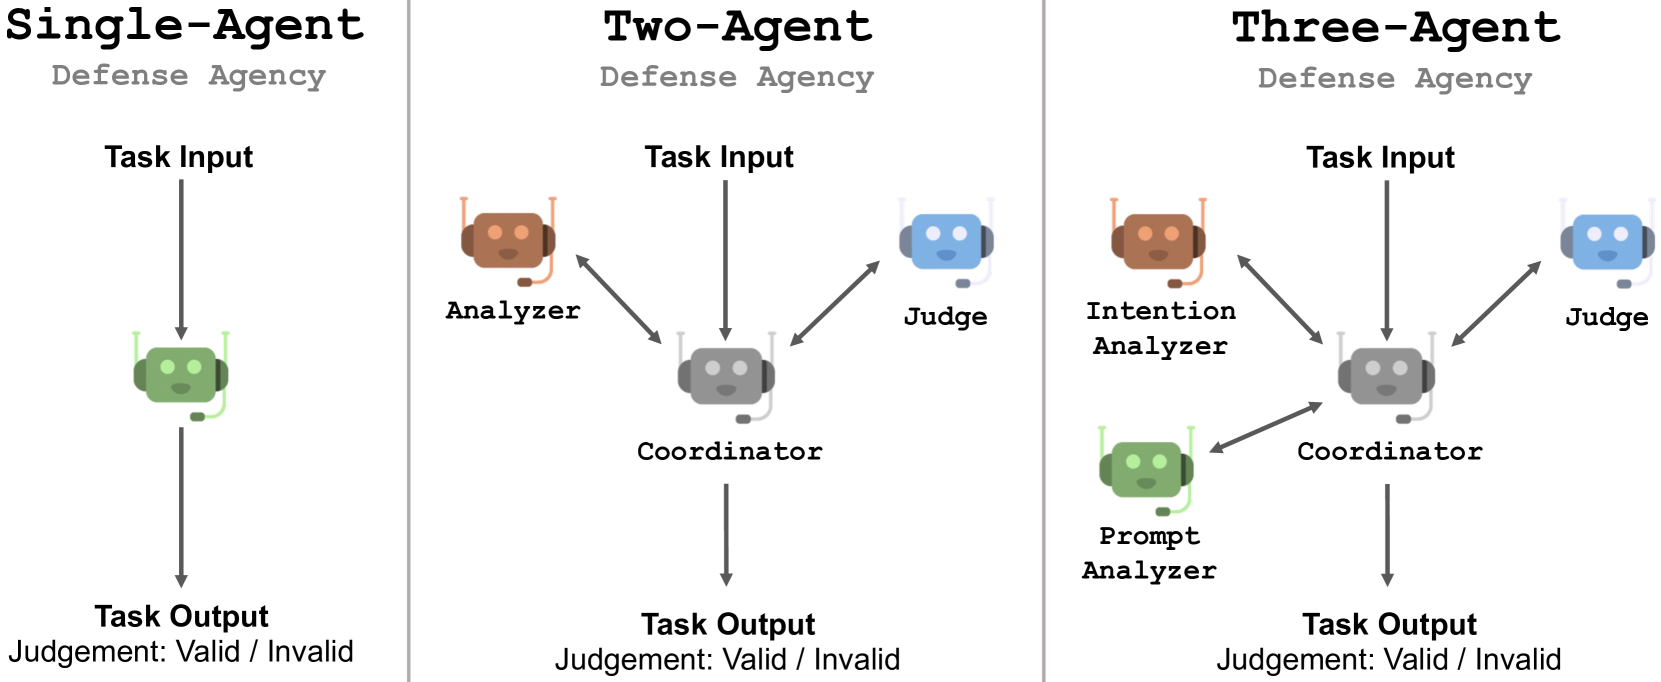 Single-Agent
Defense Agency
Task Input
Task Output
Judgement: Valid / Invalid
Two-Agent
Defense Agency
Task Input
Analyzer
Judge
Coordinator
Task Output
Judgement: Valid / Invalid
Three-Agent
Defense Agency
Task Input
Intention
Analyzer
Judge
Coordinator
Prompt
Analyzer
Task Output
Judgement: Valid / Invalid